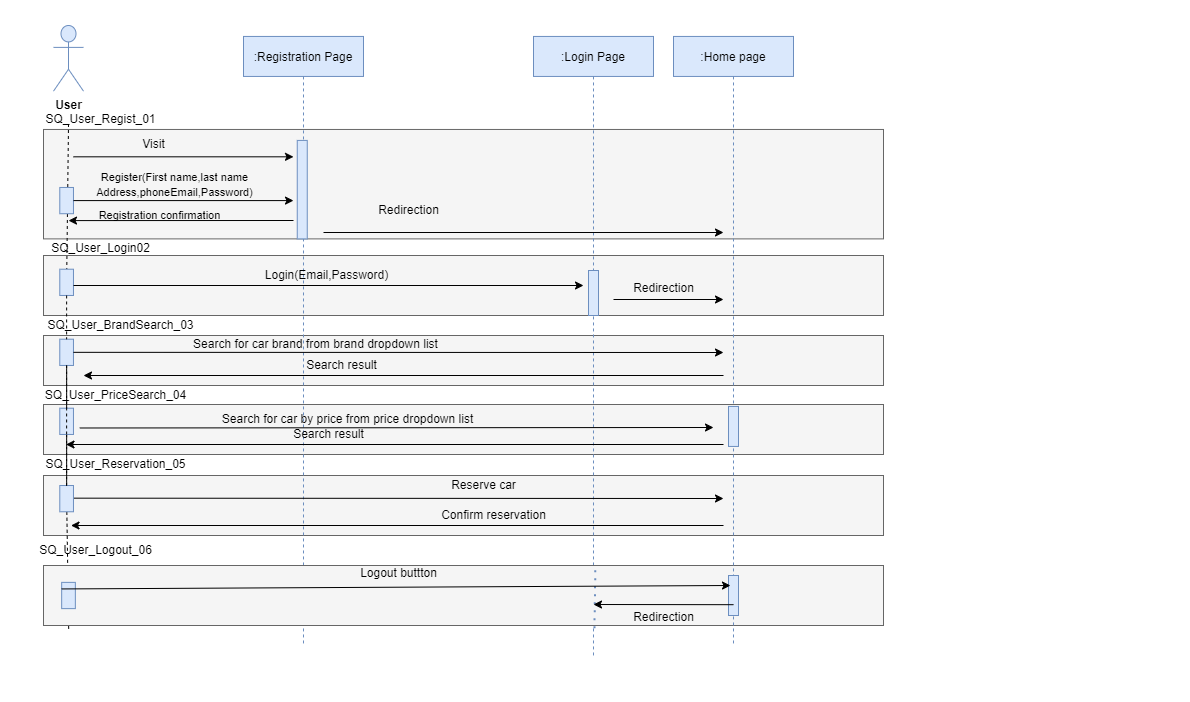 :Registration Page
:Login Page
:Home page
User
SQ_User_Regist_01
Visit
Register(First name,last name
Address,phoneEmail,Password)
Registration confirmation
Redirection
SQ_User_Login02
Login(Email,Password)
Redirection
SQ_User_BrandSearch_03
Search for car brand from brand dropdown list
Search result
SQ_User_PriceSearch_04
Search for car by price from price dropdown list
Search result
SQ_User_Reservation_05
Reserve car
Confirm reservation
SQ_User_Logout_06
Logout buttton
Redirection